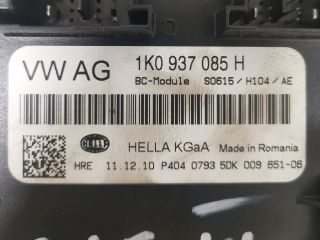 VW AG 1K0 937 085 H
BC-Module S0615/H104/AE
HELLA
HELLA KGaA Made in Romania
HRE 11.12.10 P404 0793 5DK 009 651-06